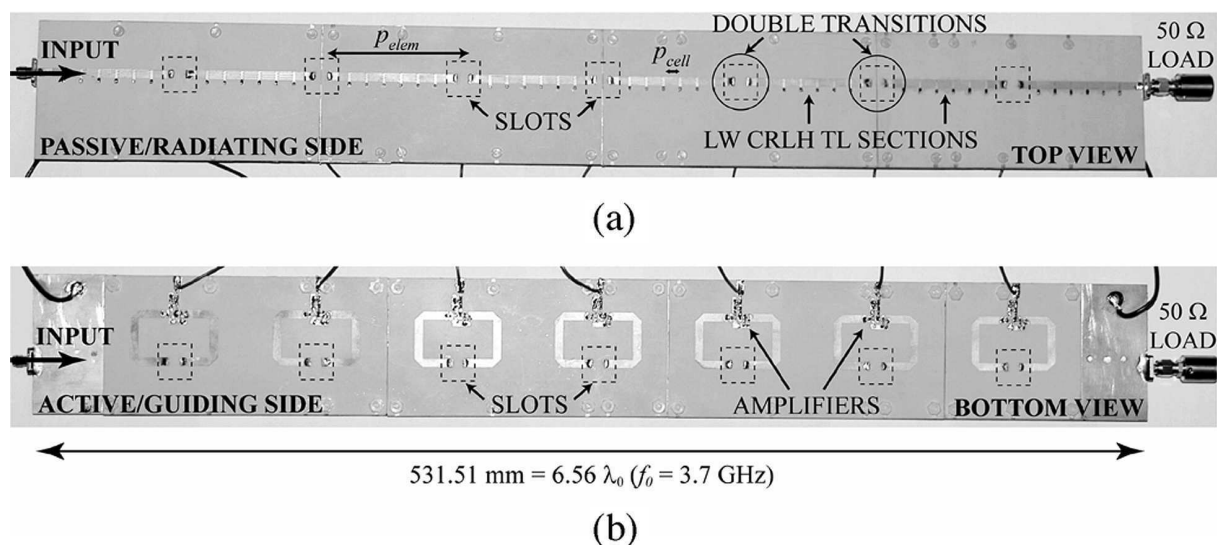 DOUBLE TRANSITIONS
50 Ω
LOAD
INPUT
p_elem
p_cell
SLOTS
LW CRLH TL SECTIONS
PASSIVE/RADIATING SIDE
TOP VIEW
(a)
INPUT
50 Ω
LOAD
SLOTS
AMPLIFIERS
ACTIVE/GUIDING SIDE
BOTTOM VIEW
531.51 mm = 6.56 λ₀ (f₀ = 3.7 GHz)
(b)